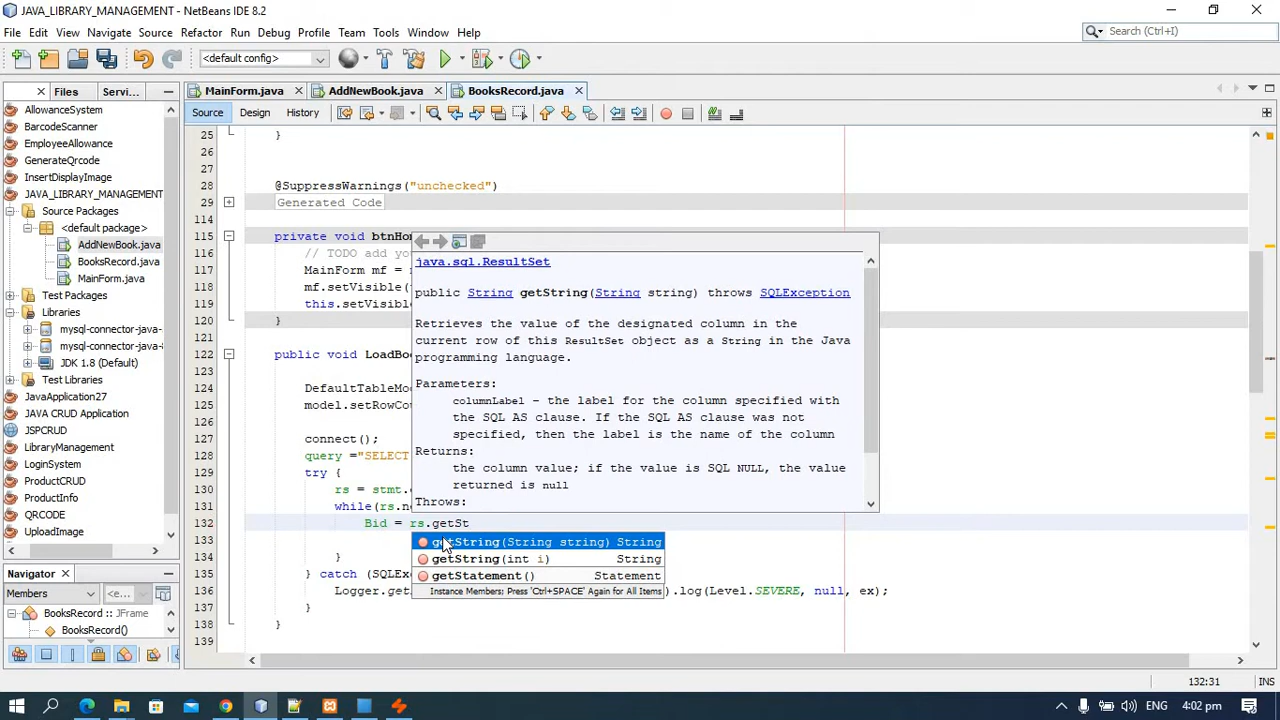 JAVA_LIBRARY_MANAGEMENT - NetBeans IDE 8.2
File Edit View Navigate Source Refactor Run Debug Profile Team Tools Window Help
Search (Ctrl+I)
<default config>
Files Servi...
MainForm.java AddNewBook.java BooksRecord.java
Source Design History
AllowanceSystem
BarcodeScanner
EmployeeAllowance
GenerateQrcode
InsertDisplayImage
JAVA_LIBRARY_MANAGEMENT
Source Packages
<default package>
AddNewBook.java
BooksRecord.java
MainForm.java
Test Packages
Libraries
mysql-connector-java-
mysql-connector-java-
JDK 1.8 (Default)
Test Libraries
JavaApplication27
JAVA CRUD Application
JSPCRUD
LibraryManagement
LoginSystem
ProductCRUD
ProductInfo
QRCODE
UploadImage
Navigator
Members <e...
BooksRecord :: JFrame
BooksRecord()
25 }
26
27
28 @SuppressWarnings("unchecked")
29 Generated Code
114
115 private void btnHo
116 // TODO add yo
117 MainForm mf =
118 mf.setVisible(
119 this.setVisib
120 }
121
122 public void LoadBo
123
124 DefaultTableMo
125 model.setRowCo
126
127 connect();
128 query ="SELECT
129 try {
130 rs = stmt.
131 while(rs.n
132 Bid = rs.getSt
133
134 }
135 } catch (SQLEx
136 Logger.get ).log(Level.SEVERE, null, ex);
137 }
138 }
139
java.sql.ResultSet
public String getString(String string) throws SQLException
Retrieves the value of the designated column in the
current row of this ResultSet object as a String in the Java
programming language.
Parameters:
columnLabel - the label for the column specified with
the SQL AS clause. If the SQL AS clause was not
specified, then the label is the name of the column
Returns:
the column value; if the value is SQL NULL, the value
returned is null
Throws:
getString(String string) String
getString(int i) String
getStatement() Statement
Instance Members; Press 'Ctrl+SPACE' Again for All Items
132:31 INS
ENG 4:02 pm